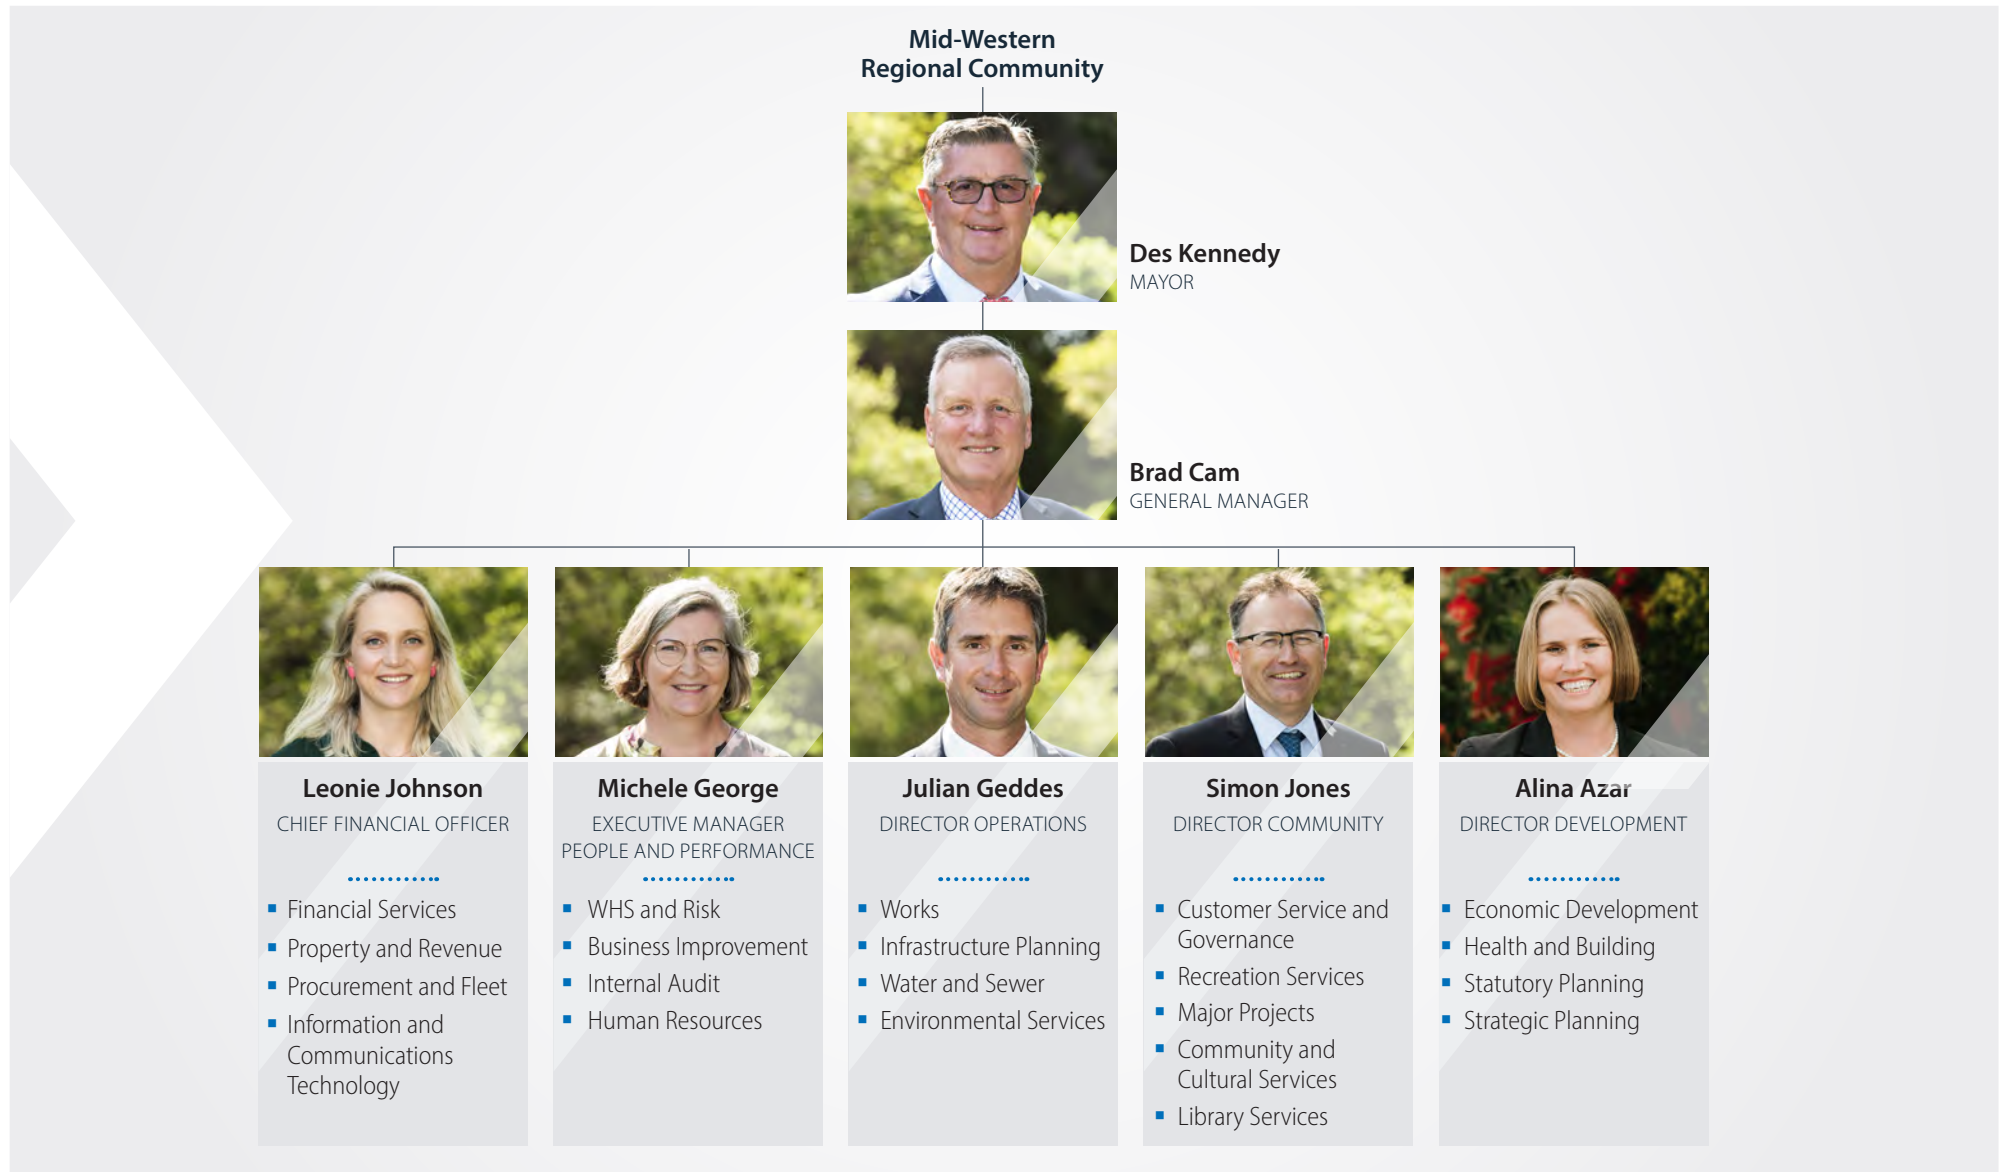 Mid-Western
Regional Community
Des Kennedy
MAYOR
Brad Cam
GENERAL MANAGER
Leonie Johnson
CHIEF FINANCIAL OFFICER
Financial Services
Property and Revenue
Procurement and Fleet
Information and
Communications
Technology
Michele George
EXECUTIVE MANAGER
PEOPLE AND PERFORMANCE
WHS and Risk
Business Improvement
Internal Audit
Human Resources
Julian Geddes
DIRECTOR OPERATIONS
Works
Infrastructure Planning
Water and Sewer
Environmental Services
Simon Jones
DIRECTOR COMMUNITY
Customer Service and
Governance
Recreation Services
Major Projects
Community and
Cultural Services
Library Services
Alina Azar
DIRECTOR DEVELOPMENT
Economic Development
Health and Building
Statutory Planning
Strategic Planning